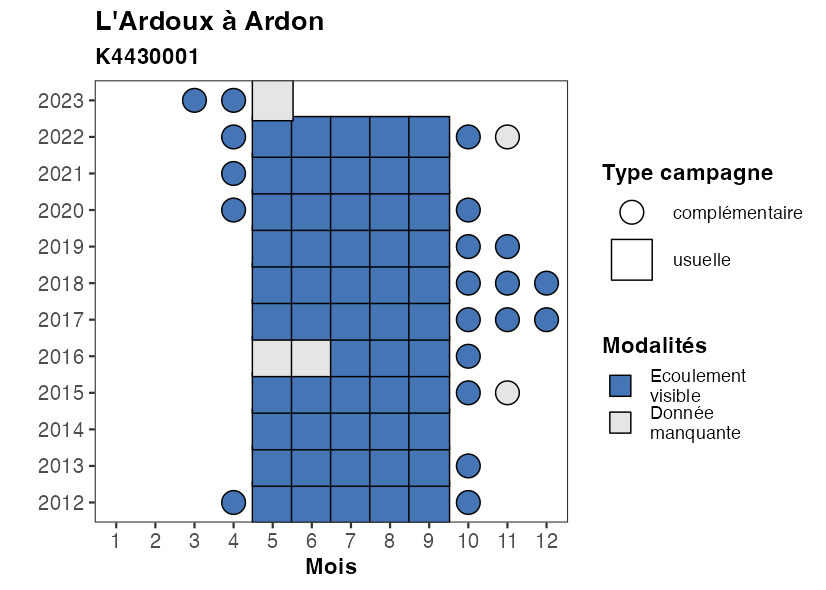 L'Ardoux à Ardon
K4430001
2023
2022
2021
2020
2019
2018
2017
2016
2015
2014
2013
2012
1 2 3 4 5 6 7 8 9 10 11 12
Mois
Type campagne
complémentaire
usuelle
Modalités
Ecoulement
visible
Donnée
manquante